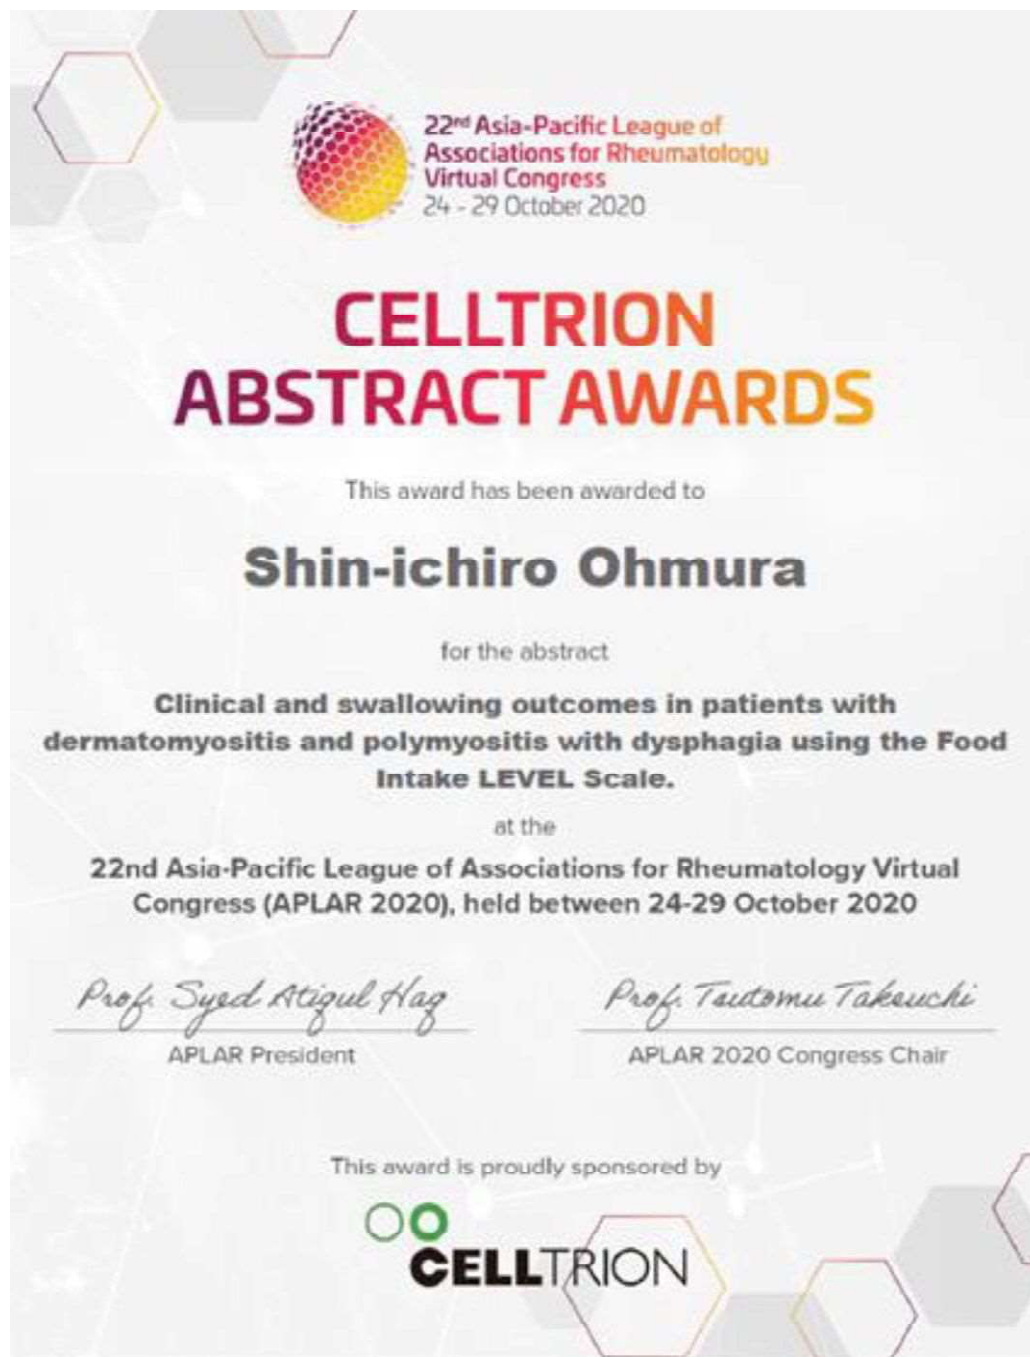 22nd Asia-Pacific League of
Associations for Rheumatology
Virtual Congress
24 - 29 October 2020
CELLTRION
ABSTRACT AWARDS
This award has been awarded to
Shin-ichiro Ohmura
for the abstract
Clinical and swallowing outcomes in patients with
dermatomyositis and polymyositis with dysphagia using the Food
Intake LEVEL Scale.
at the
22nd Asia-Pacific League of Associations for Rheumatology Virtual
Congress (APLAR 2020), held between 24-29 October 2020
Prof. Syed Atiqul Haq Prof. Tsutomu Takeuchi
APLAR President APLAR 2020 Congress Chair
This award is proudly sponsored by
CELLTRION